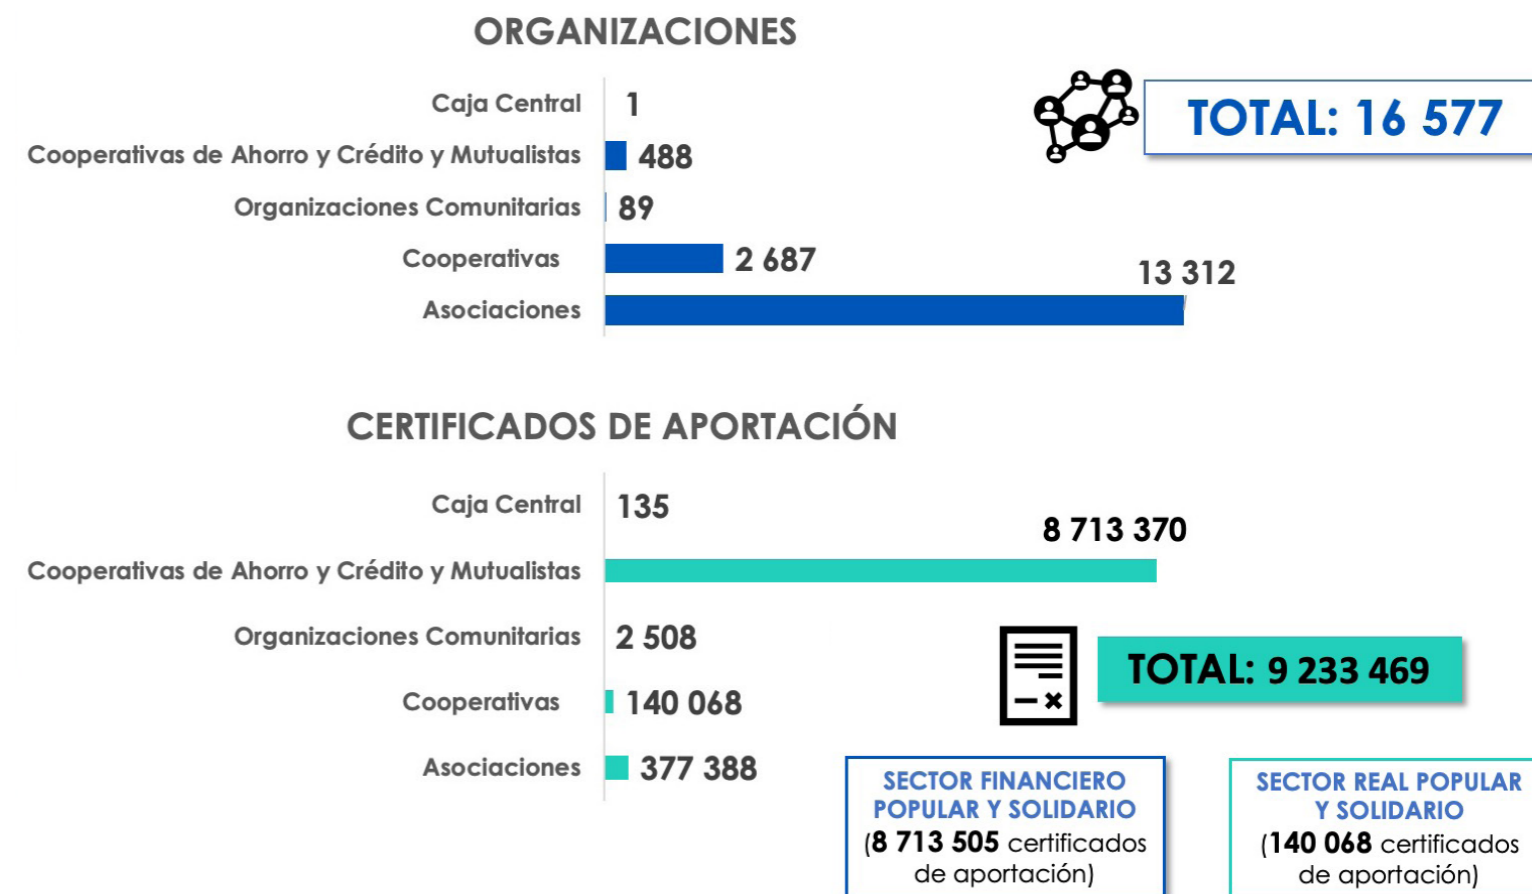 ORGANIZACIONES
TOTAL: 16 577
Caja Central 1
Cooperativas de Ahorro y Crédito y Mutualistas 488
Organizaciones Comunitarias 89
Cooperativas 2 687
Asociaciones 13 312
CERTIFICADOS DE APORTACIÓN
Caja Central 135
Cooperativas de Ahorro y Crédito y Mutualistas 8 713 370
Organizaciones Comunitarias 2 508
Cooperativas 140 068
Asociaciones 377 388
TOTAL: 9 233 469
SECTOR FINANCIERO
POPULAR Y SOLIDARIO
(8 713 505 certificados
de aportación)
SECTOR REAL POPULAR
Y SOLIDARIO
(140 068 certificados
de aportación)